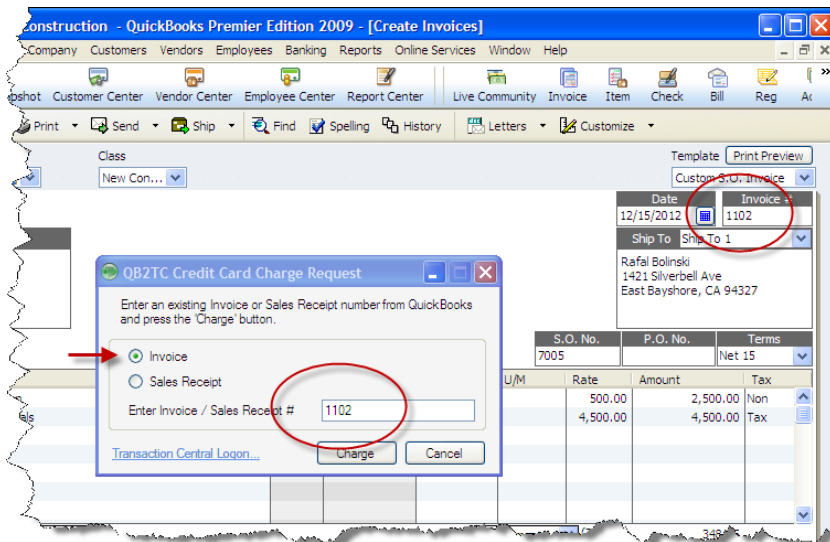 Construction - QuickBooks Premier Edition 2009 - [Create Invoices]
Company Customers Vendors Employees Banking Reports Online Services Window Help
Customer Center Vendor Center Employee Center Report Center Live Community Invoice Item Check Bill Reg
Print Send Ship Find Spelling History Letters Customize
Class Template Print Preview
New Con... Custom S.O. Invoice
Date Invoice #
12/15/2012 1102
Ship To Ship To 1
Rafal Bolinski
1421 Silverbell Ave
East Bayshore, CA 94327
QB2TC Credit Card Charge Request
Enter an existing Invoice or Sales Receipt number from QuickBooks
and press the 'Charge' button.
Invoice
Sales Receipt
Enter Invoice / Sales Receipt # 1102
Transaction Central Logon... Charge Cancel
S.O. No. P.O. No. Terms
7005 Net 15
U/M Rate Amount Tax
500.00 2,500.00 Non
4,500.00 4,500.00 Tax